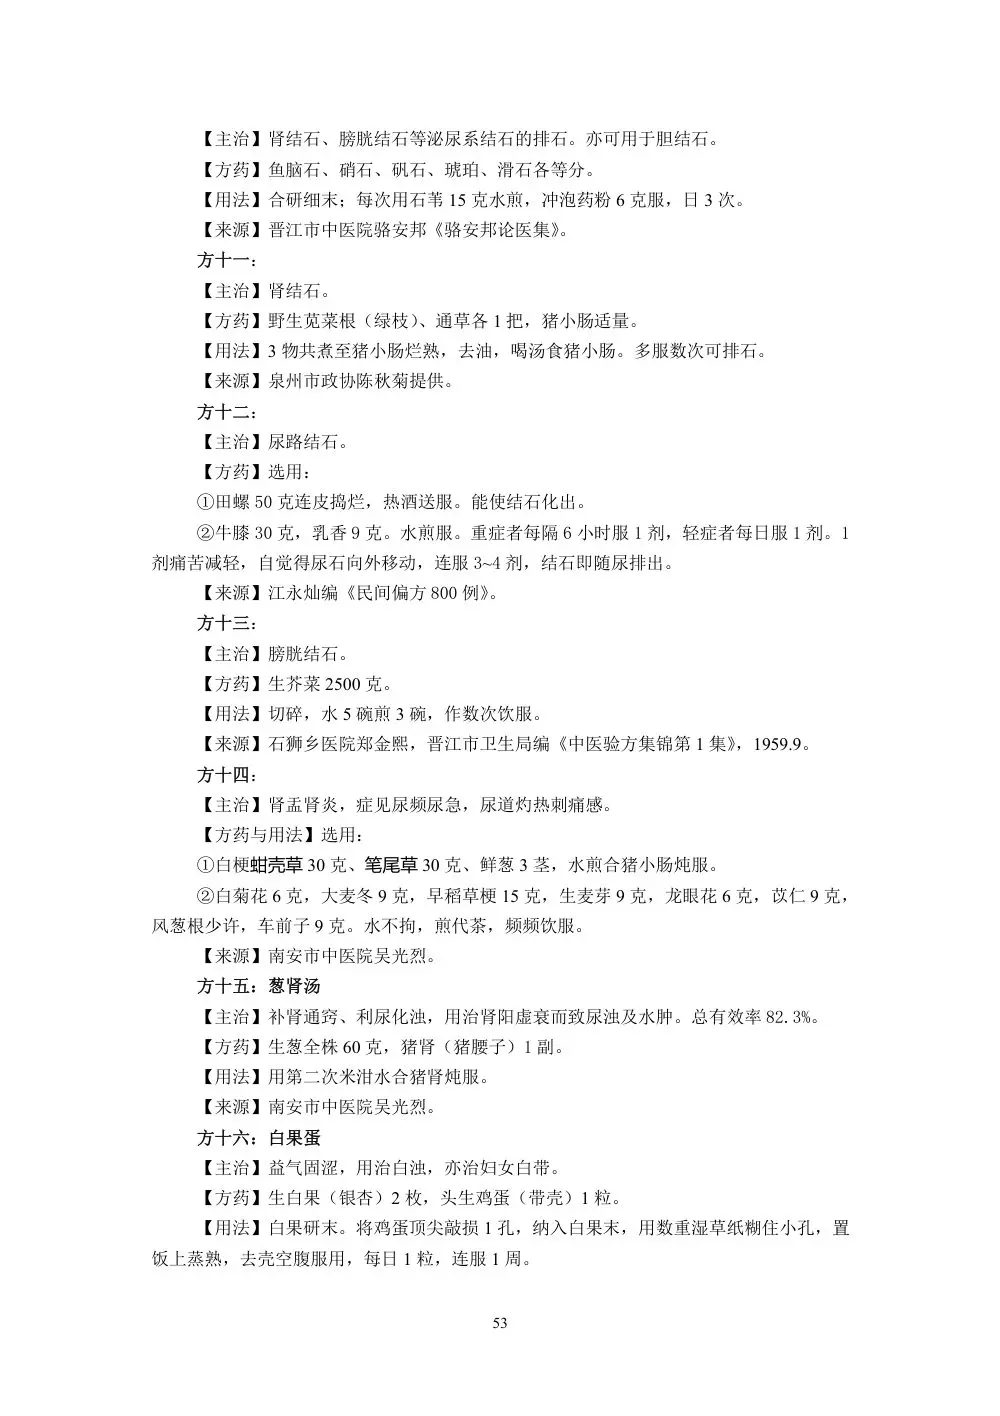 【主治】肾结石、膀胱结石等泌尿系结石的排石。亦可用于胆结石。
【方药】鱼脑石、硝石、矾石、琥珀、滑石各等分。
【用法】合研细末；每次用石苇 15 克水煎，冲泡药粉 6 克服，日 3 次。
【来源】晋江市中医院骆安邦《骆安邦论医集》。
方十一：
【主治】肾结石。
【方药】野生苋菜根（绿枝）、通草各 1 把，猪小肠适量。
【用法】3 物共煮至猪小肠烂熟，去油，喝汤食猪小肠。多服数次可排石。
【来源】泉州市政协陈秋菊提供。
方十二：
【主治】尿路结石。
【方药】选用：
①田螺 50 克连皮捣烂，热酒送服。能使结石化出。
②牛膝 30 克，乳香 9 克。水煎服。重症者每隔 6 小时服 1 剂，轻症者每日服 1 剂。1
剂痛苦减轻，自觉得尿石向外移动，连服 3~4 剂，结石即随尿排出。
【来源】江永灿编《民间偏方 800 例》。
方十三：
【主治】膀胱结石。
【方药】生芥菜 2500 克。
【用法】切碎，水 5 碗煎 3 碗，作数次饮服。
【来源】石狮乡医院郑金熙，晋江市卫生局编《中医验方集锦第 1 集》，1959.9。
方十四：
【主治】肾盂肾炎，症见尿频尿急，尿道灼热刺痛感。
【方药与用法】选用：
①白梗蚶壳草 30 克、笔尾草 30 克、鲜葱 3 茎，水煎合猪小肠炖服。
②白菊花 6 克，大麦冬 9 克，早稻草梗 15 克，生麦芽 9 克，龙眼花 6 克，苡仁 9 克，
风葱根少许，车前子 9 克。水不拘，煎代茶，频频饮服。
【来源】南安市中医院吴光烈。
方十五：葱肾汤
【主治】补肾通窍、利尿化浊，用治肾阳虚衰而致尿浊及水肿。总有效率 82.3%。
【方药】生葱全株 60 克，猪肾（猪腰子）1 副。
【用法】用第二次米泔水合猪肾炖服。
【来源】南安市中医院吴光烈。
方十六：白果蛋
【主治】益气固涩，用治白浊，亦治妇女白带。
【方药】生白果（银杏）2 枚，头生鸡蛋（带壳）1 粒。
【用法】白果研末。将鸡蛋顶尖敲损 1 孔，纳入白果末，用数重湿草纸糊住小孔，置
饭上蒸熟，去壳空腹服用，每日 1 粒，连服 1 周。
53